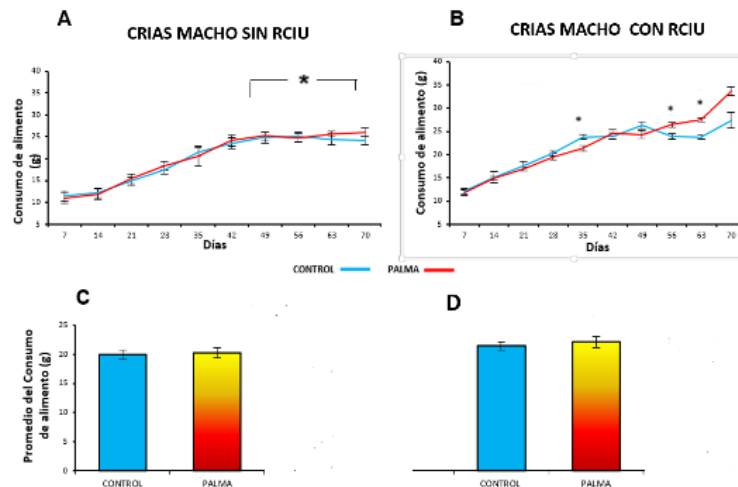 A
CRIAS MACHO SIN RCIU
Consumo de alimento
(g)
40
35
30
25
20
15
10
5
*
7 14 21 28 35 42 49 56 63 70
Días
B
CRIAS MACHO CON RCIU
Consumo de alimento (g)
40
35
30
25
20
15
10
5
* * *
7 14 21 28 35 42 49 56 63 70
Días
CONTROL PALMA
C
Promedio del Consumo
de alimento (g)
25
20
15
10
5
0
CONTROL PALMA
D
CONTROL PALMA